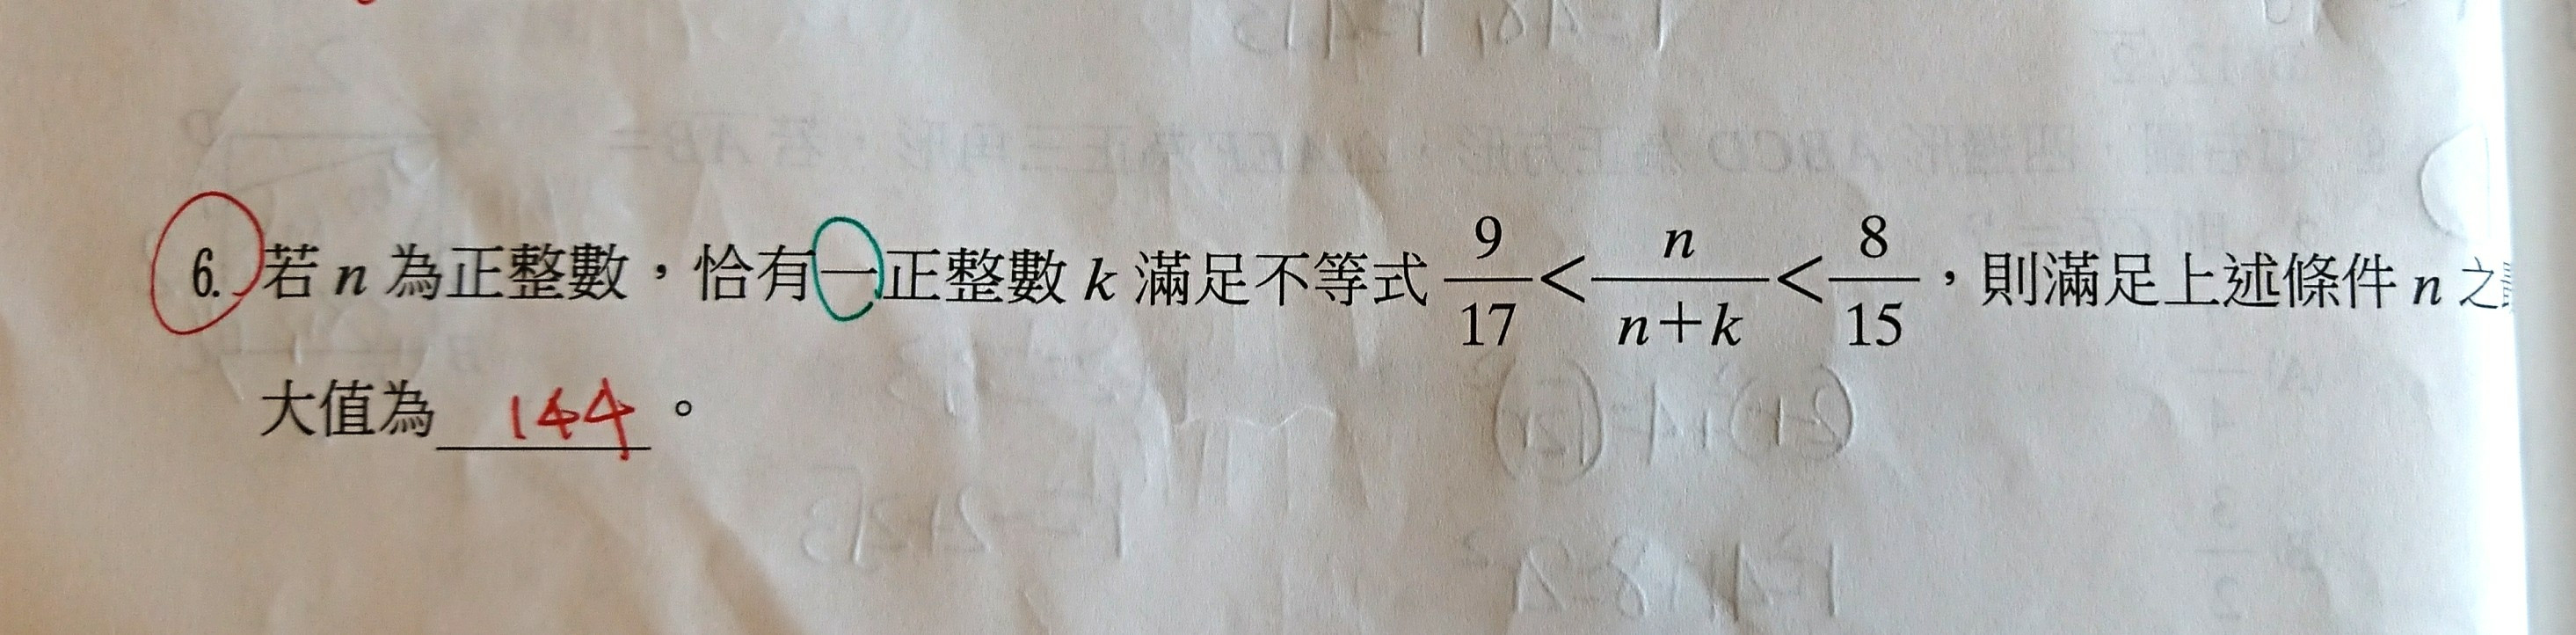 6. 若 n 為正整數，恰有一正整數 k 滿足不等式 9/17 < n/(n+k) < 8/15，則滿足上述條件 n 之
大值為 144 。